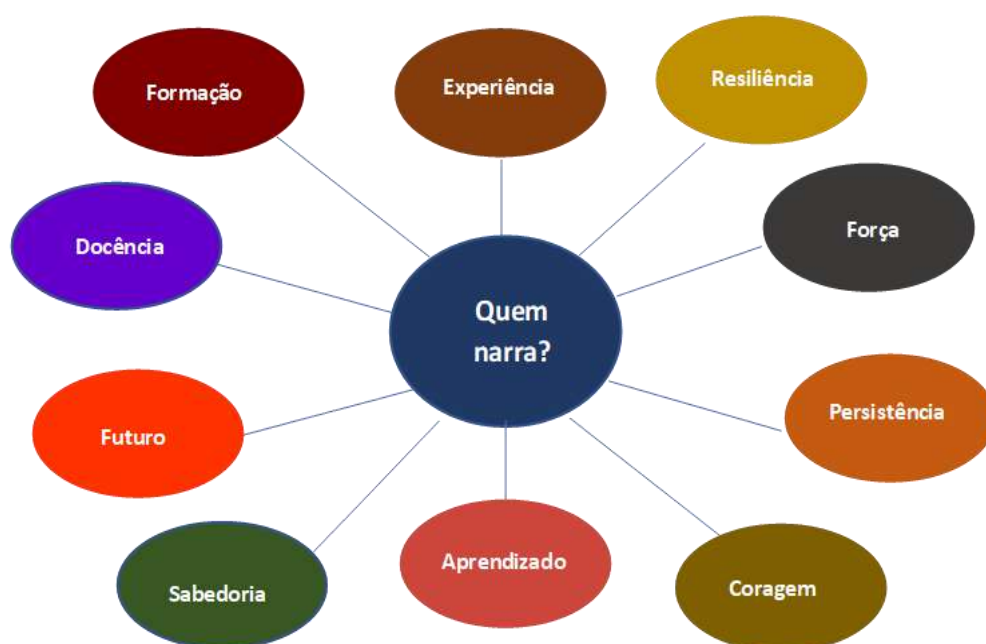 Formação
Experiência
Resiliência
Docência
Força
Quem
narra?
Futuro
Persistência
Sabedoria
Aprendizado
Coragem